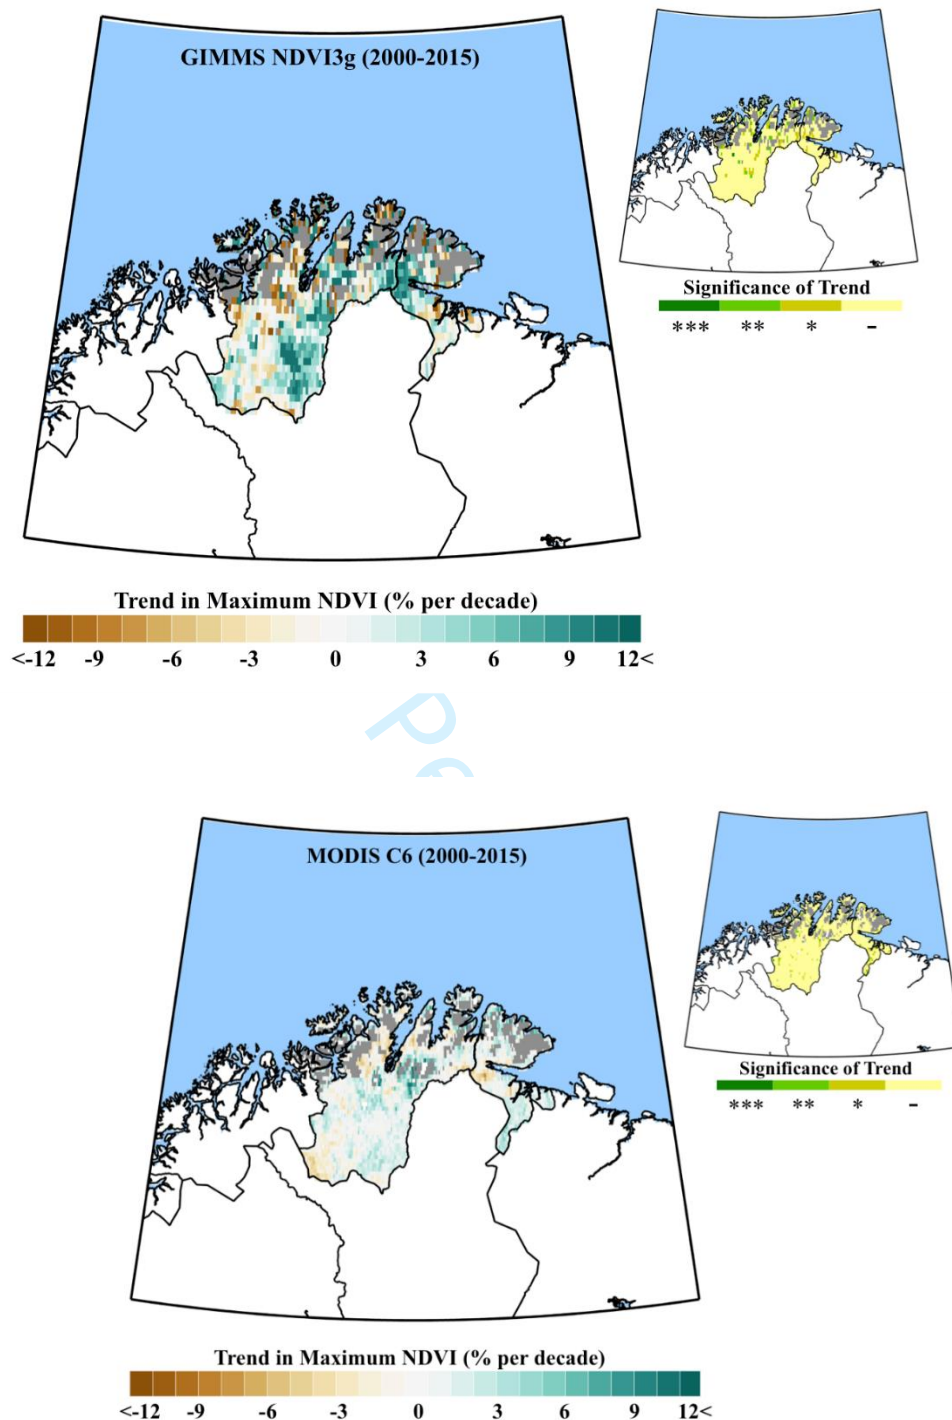 GIMMS NDVI3g (2000-2015)
Significance of Trend
*** ** * -
Trend in Maximum NDVI (% per decade)
<-12 -9 -6 -3 0 3 6 9 12<
Pe
MODIS C6 (2000-2015)
Significance of Trend
*** ** * -
Trend in Maximum NDVI (% per decade)
<-12 -9 -6 -3 0 3 6 9 12<